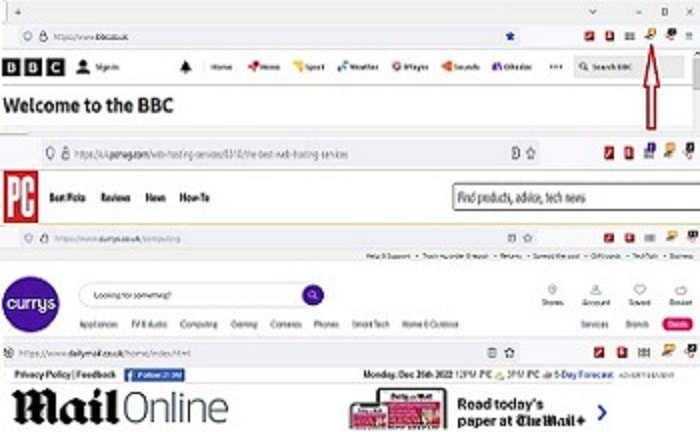 https://www.bbc.co.uk
BBC Sign in Home News Sport Weather iPlayer Sounds Bitesize Search BBC
Welcome to the BBC
https://uk.pcmag.com/web-hosting-services/8310/the-best-web-hosting-services
PC Best Picks Reviews News How-To Find products, advice, tech news
https://www.currys.co.uk/computing
Help & Support • Track my order & repair • Returns • Spread the cost • Gift cards • TechTalk • Business
currys Looking for something? Stores Account Saved Basket
Appliances TV & Audio Computing Gaming Cameras Phones Smart Tech Home & Outdoor Services Brands Deals
https://www.dailymail.co.uk/home/index.html
Privacy Policy | Feedback Follow Monday, Dec 26th 2022 12PM 3PM 5-Day Forecast ADVERTISEMENT
Mail Online Read today's
paper at The Mail+